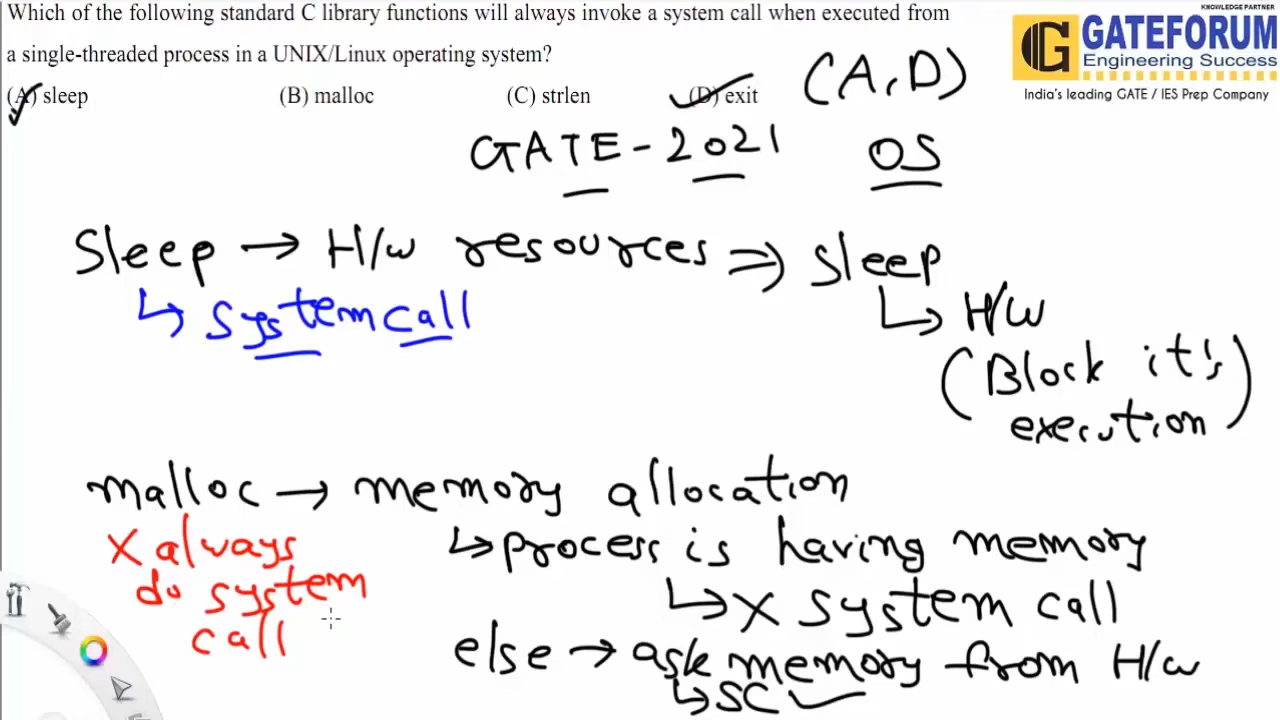 KNOWLEDGE PARTNER
Which of the following standard C library functions will always invoke a system call when executed from
a single-threaded process in a UNIX/Linux operating system?
GATEFORUM
Engineering Success
India's leading GATE / IES Prep Company
(A) sleep (B) malloc (C) strlen (D) exit (A,D)
GATE-2021 OS
Sleep → H/w resources ⇒ sleep
↳ system call ↳ H/W
(Block it's
execution)
malloc → memory allocation
X always ↳ process is having memory
do system ↳ X system call
call else → ask memory from H/w
↳ SC ✓